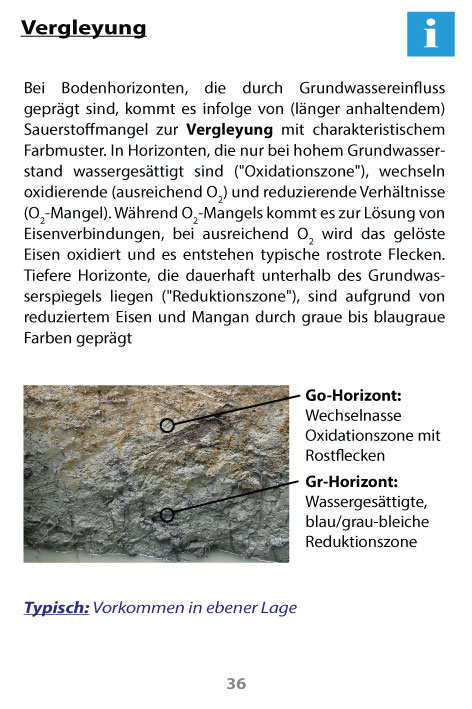 Vergleyung
i
Bei Bodenhorizonten, die durch Grundwassereinfluss
geprägt sind, kommt es infolge von (länger anhaltendem)
Sauerstoffmangel zur Vergleyung mit charakteristischem
Farbmuster. In Horizonten, die nur bei hohem Grundwasser-
stand wassergesättigt sind ("Oxidationszone"), wechseln
oxidierende (ausreichend O₂) und reduzierende Verhältnisse
(O₂-Mangel). Während O₂-Mangels kommt es zur Lösung von
Eisenverbindungen, bei ausreichend O₂ wird das gelöste
Eisen oxidiert und es entstehen typische rostrote Flecken.
Tiefere Horizonte, die dauerhaft unterhalb des Grundwas-
serspiegels liegen ("Reduktionszone"), sind aufgrund von
reduziertem Eisen und Mangan durch graue bis blaugraue
Farben geprägt
Go-Horizont:
Wechselnasse
Oxidationszone mit
Rostflecken
Gr-Horizont:
Wassergesättigte,
blau/grau-bleiche
Reduktionszone
Typisch: Vorkommen in ebener Lage
36